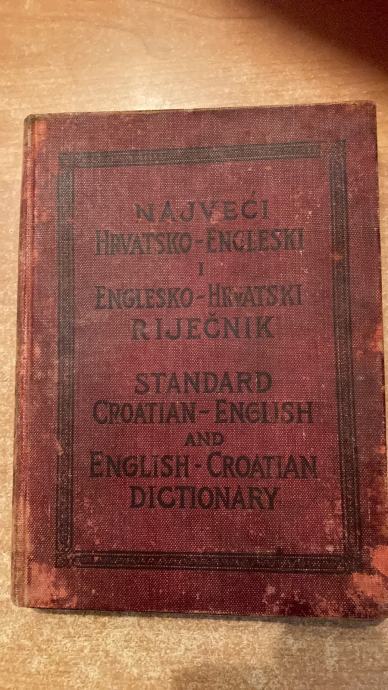 NAJVEĆI
HRVATSKO-ENGLESKI
I
ENGLESKO-HRVATSKI
RIJEČNIK
STANDARD
CROATIAN-ENGLISH
AND
ENGLISH-CROATIAN
DICTIONARY